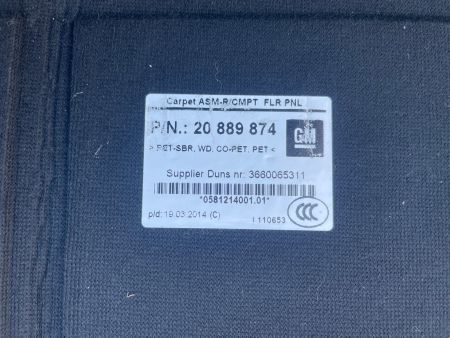 Carpet ASM-R/CMPT FLR PNL
P/N.: 20 889 874
GM
> PET-SBR, WD, CO-PET, PET <
Supplier Duns nr: 3660065311
*0581214001.01*
p/d: 19.03.2014 (C)
I 110653
CCC